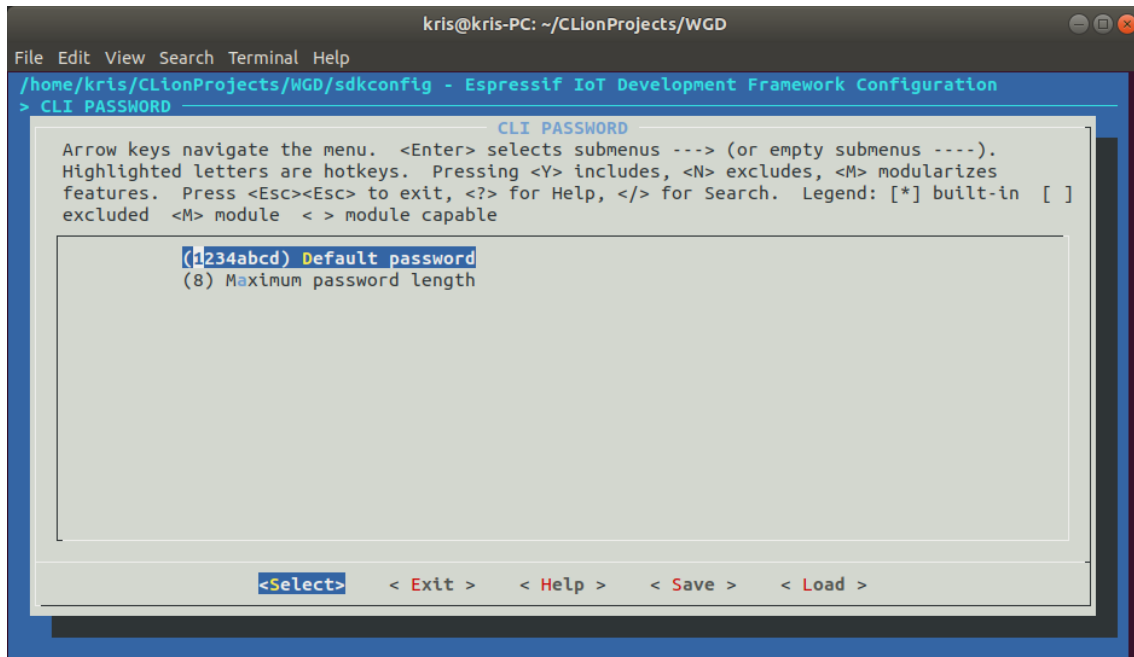 kris@kris-PC: ~/CLionProjects/WGD
File Edit View Search Terminal Help
/home/kris/CLionProjects/WGD/sdkconfig - Espressif IoT Development Framework Configuration
> CLI PASSWORD
CLI PASSWORD
Arrow keys navigate the menu. <Enter> selects submenus ---> (or empty submenus ----).
Highlighted letters are hotkeys. Pressing <Y> includes, <N> excludes, <M> modularizes
features. Press <Esc><Esc> to exit, <?> for Help, </> for Search. Legend: [*] built-in [ ]
excluded <M> module < > module capable
(1234abcd) Default password
(8) Maximum password length
<Select> < Exit > < Help > < Save > < Load >